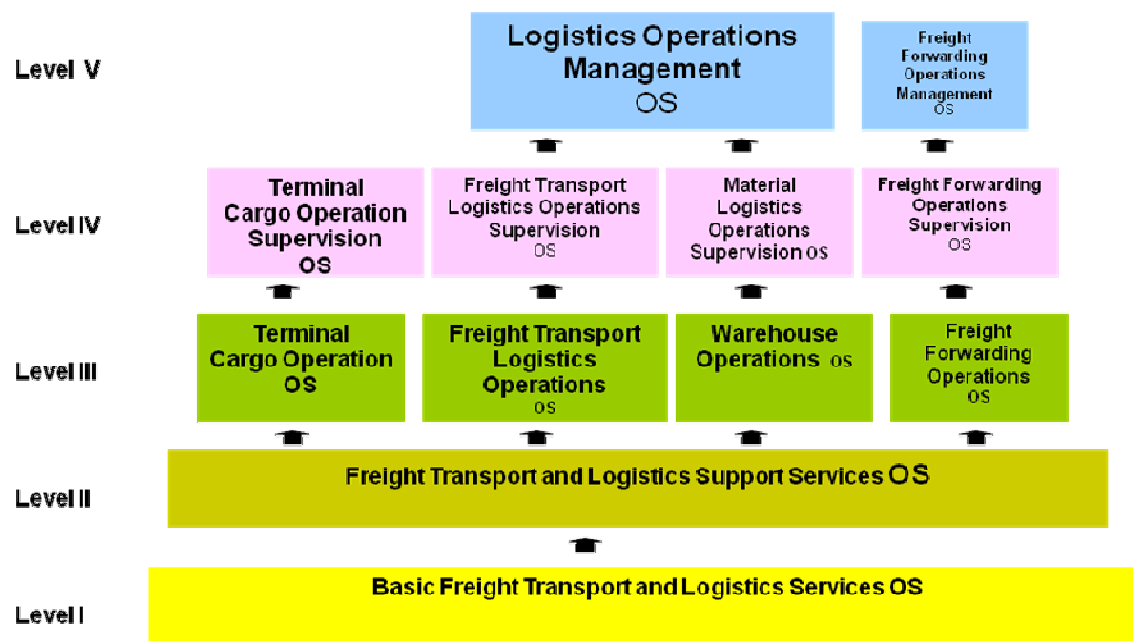 Level V
Logistics Operations
Management
OS
Freight
Forwarding
Operations
Management
OS
Level IV
Terminal
Cargo Operation
Supervision
OS
Freight Transport
Logistics Operations
Supervision
OS
Material
Logistics
Operations
Supervision OS
Freight Forwarding
Operations
Supervision
OS
Level III
Terminal
Cargo Operation
OS
Freight Transport
Logistics
Operations
OS
Warehouse
Operations OS
Freight
Forwarding
Operations
OS
Level II
Freight Transport and Logistics Support Services OS
Level I
Basic Freight Transport and Logistics Services OS